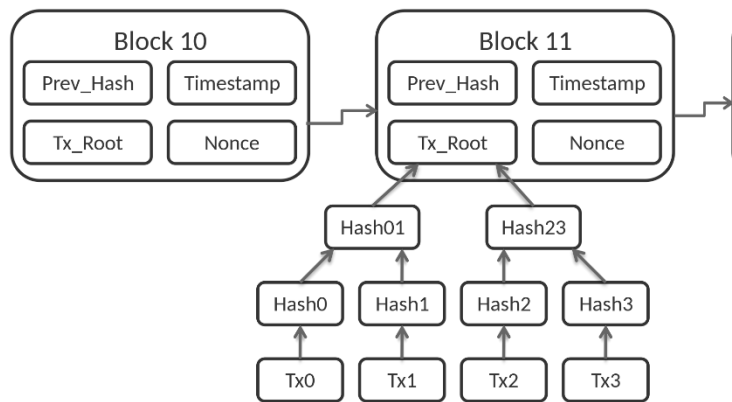 Block 10
Prev_Hash Timestamp
Tx_Root Nonce
Block 11
Prev_Hash Timestamp
Tx_Root Nonce
Hash01 Hash23
Hash0 Hash1 Hash2 Hash3
Tx0 Tx1 Tx2 Tx3